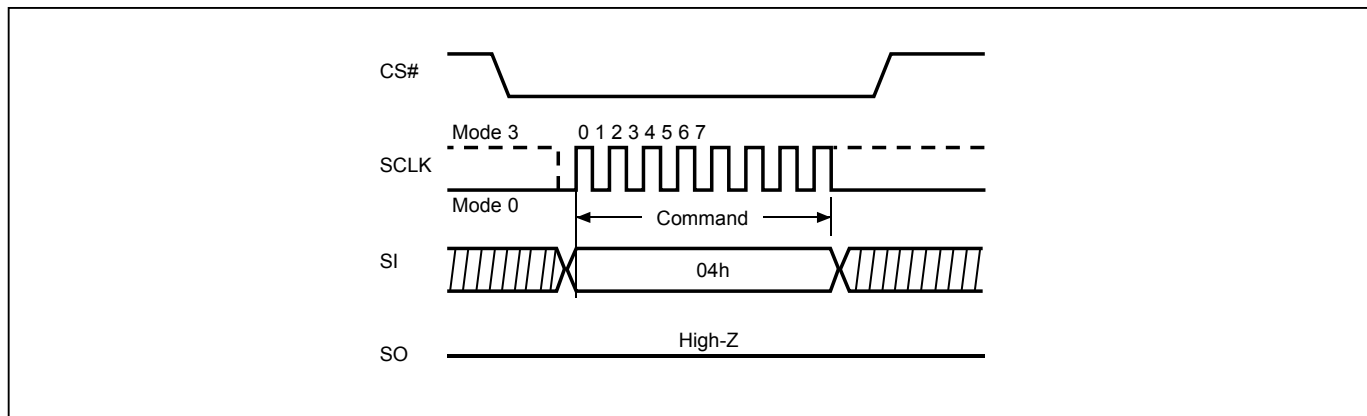 CS#
Mode 3
0 1 2 3 4 5 6 7
SCLK
Mode 0
Command
SI
04h
High-Z
SO